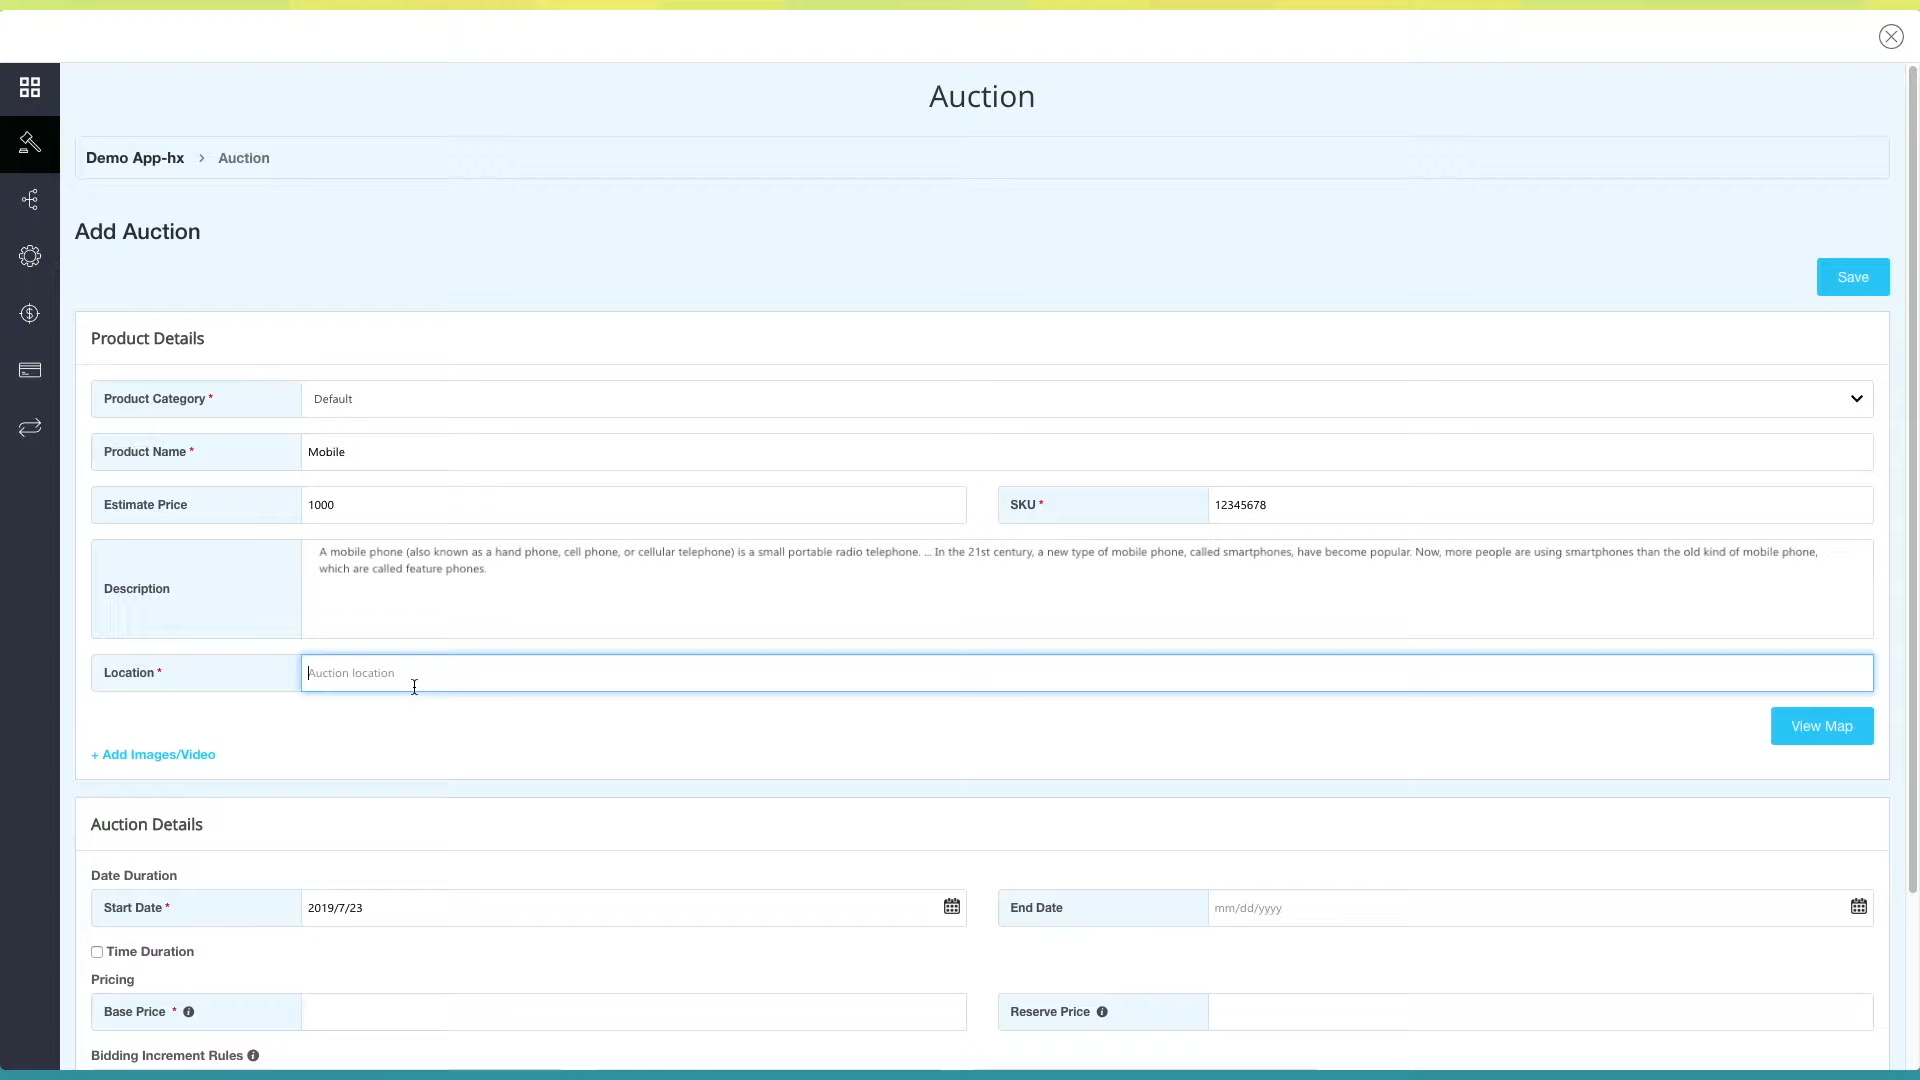 Auction
Demo App-hx > Auction
Add Auction
Save
Product Details
Product Category * Default
Product Name * Mobile
Estimate Price 1000 SKU * 12345678
A mobile phone (also known as a hand phone, cell phone, or cellular telephone) is a small portable radio telephone. ... In the 21st century, a new type of mobile phone, called smartphones, have become popular. Now, more people are using smartphones than the old kind of mobile phone,
which are called feature phones.
Description
Location * Auction location
View Map
+ Add Images/Video
Auction Details
Date Duration
Start Date * 2019/7/23 End Date mm/dd/yyyy
Time Duration
Pricing
Base Price * Reserve Price
Bidding Increment Rules